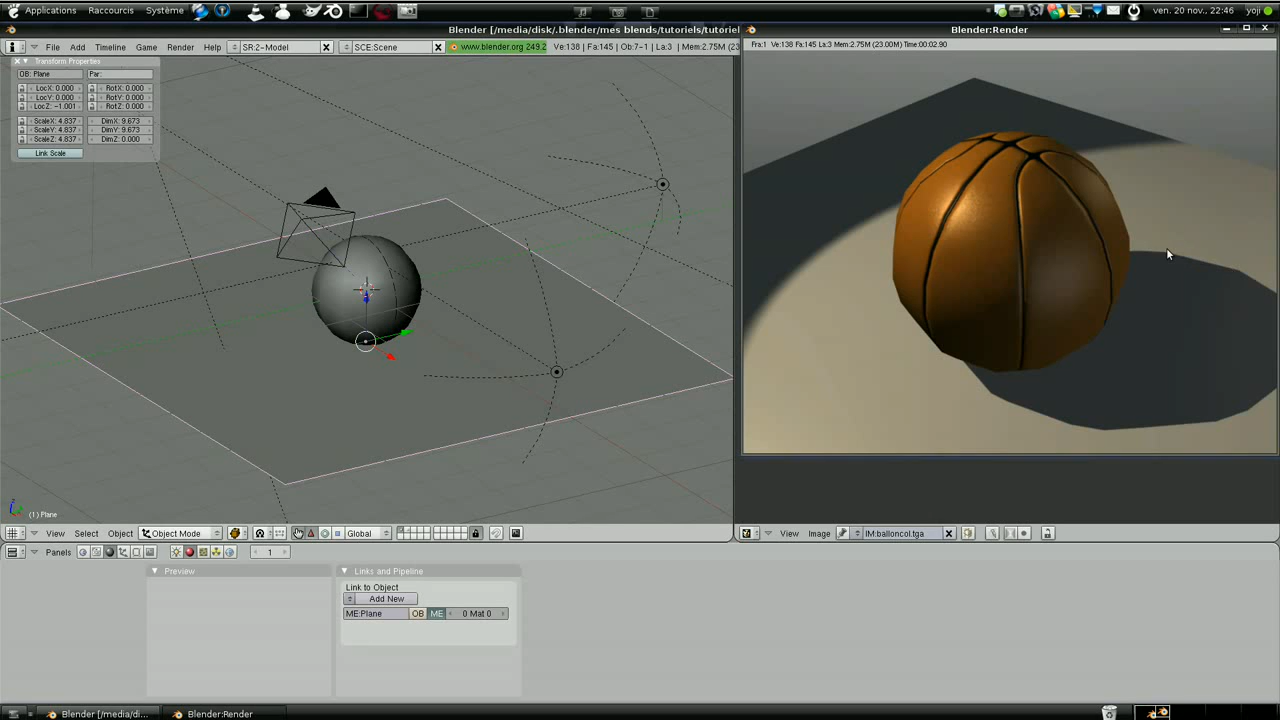 Applications Raccourcis Système ven. 20 nov., 22:46 yoji
Blender [/media/disk/.blender/mes blends/tutoriels/tutoriel
Blender:Render
File Add Timeline Game Render Help SR:2-Model SCE:Scene www.blender.org 249.2 Ve:138 | Fa:145 | Ob:7-1 | La:3 | Mem:2.75M (23.00M)
Fra:1 Ve:138 Fa:145 La:3 Mem:2.75M (23.00M) Time:00:02.90
Transform Properties
OB: Plane Par:
LocX: 0.000 RotX: 0.000
LocY: 0.000 RotY: 0.000
LocZ: -1.001 RotZ: 0.000
ScaleX: 4.837 DimX: 9.673
ScaleY: 4.837 DimY: 9.673
ScaleZ: 4.837 DimZ: 0.000
Link Scale
(1) Plane
View Select Object Object Mode Global
View Image IM:balloncol.tga
Panels 1
Preview
Links and Pipeline
Link to Object
Add New
ME:Plane OB ME 0 Mat 0
Blender [/media/di... Blender:Render